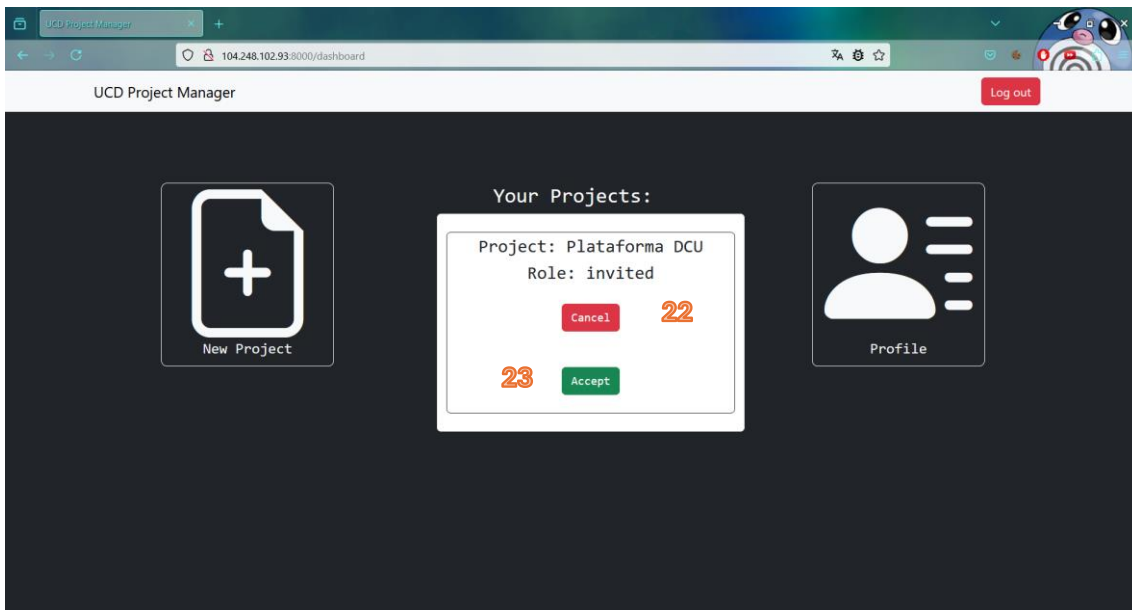 UCD Project Manager
104.248.102.93:8000/dashboard
UCD Project Manager
Log out
Your Projects:
New Project
Project: Plataforma DCU
Role: invited
Cancel
22
23
Accept
Profile